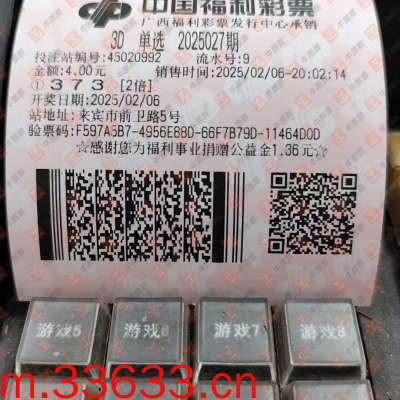 中国福利彩票
广西福利彩票发行中心承销
3D 单选 2025027期
投注站编号:45020992 流水号:9
金额:4.00元 销售时间:2025/02/06-20:02:14
①373 [2倍]
开奖日期:2025/02/06
站地址:来宾市前卫路5号
验票码:F597A5B7-4956E88D-66F7B79D-11464D0D
☆感谢您为福利事业捐赠公益金1.36元☆
游戏5 游戏6 游戏7 游戏8
m.33633.cn